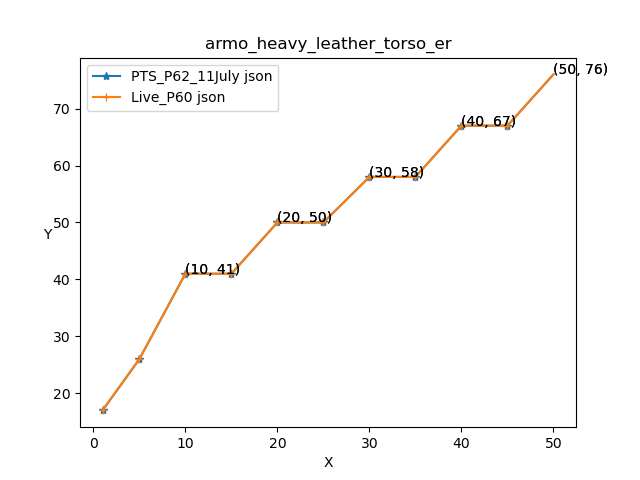 armo_heavy_leather_torso_er
PTS_P62_11July json
Live_P60 json
(50, 76)
(40, 67)
(30, 58)
(20, 50)
(10, 41)
Y
70
60
50
40
30
20
0 10 20 30 40 50
X